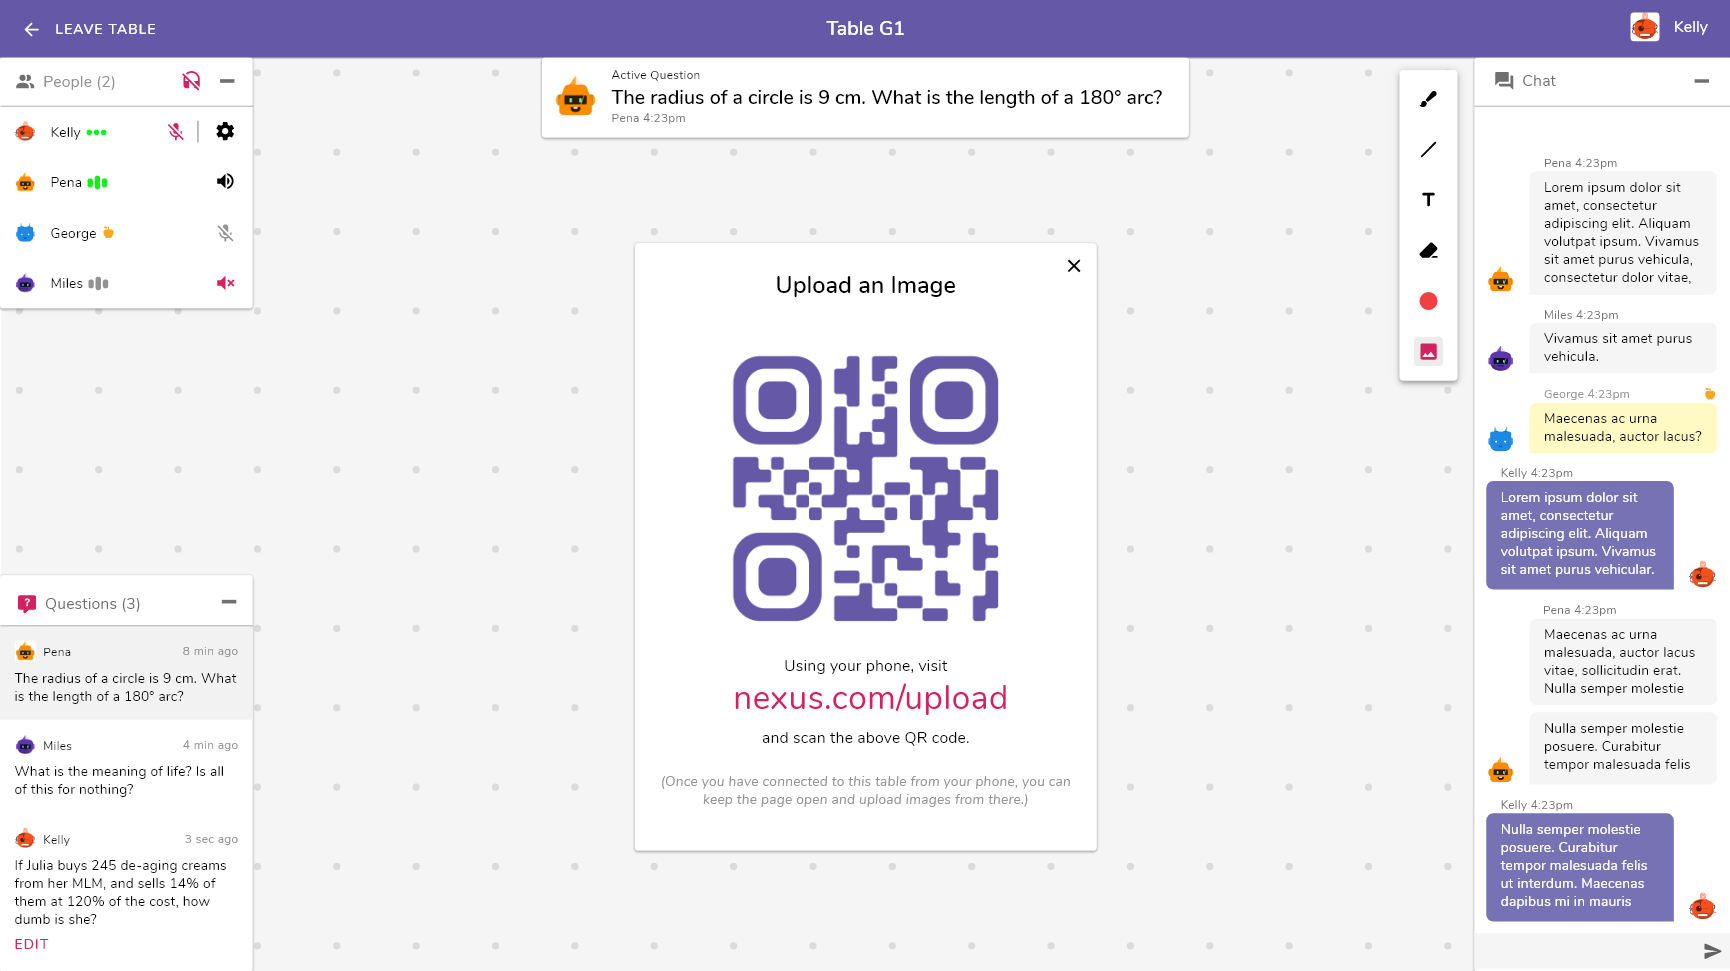 LEAVE TABLE
Table G1
Kelly
People (2)
Kelly
Pena
George
Miles
Active Question
The radius of a circle is 9 cm. What is the length of a 180° arc?
Pena 4:23pm
T
Upload an Image
Using your phone, visit
nexus.com/upload
and scan the above QR code.
(Once you have connected to this table from your phone, you can
keep the page open and upload images from there.)
Questions (3)
Pena 8 min ago
The radius of a circle is 9 cm. What
is the length of a 180° arc?
Miles 4 min ago
What is the meaning of life? Is all
of this for nothing?
Kelly 3 sec ago
If Julia buys 245 de-aging creams
from her MLM, and sells 14% of
them at 120% of the cost, how
dumb is she?
EDIT
Chat
Pena 4:23pm
Lorem ipsum dolor sit
amet, consectetur
adipiscing elit. Aliquam
volutpat ipsum. Vivamus
sit amet purus vehicula,
consectetur dolor vitae,
Miles 4:23pm
Vivamus sit amet purus
vehicula.
George 4:23pm
Maecenas ac urna
malesuada, auctor lacus?
Kelly 4:23pm
Lorem ipsum dolor sit
amet, consectetur
adipiscing elit. Aliquam
volutpat ipsum. Vivamus
sit amet purus vehicular.
Pena 4:23pm
Maecenas ac urna
malesuada, auctor lacus
vitae, sollicitudin erat.
Nulla semper molestie
Nulla semper molestie
posuere. Curabitur
tempor malesuada felis
Kelly 4:23pm
Nulla semper molestie
posuere. Curabitur
tempor malesuada felis
ut interdum. Maecenas
dapibus mi in mauris